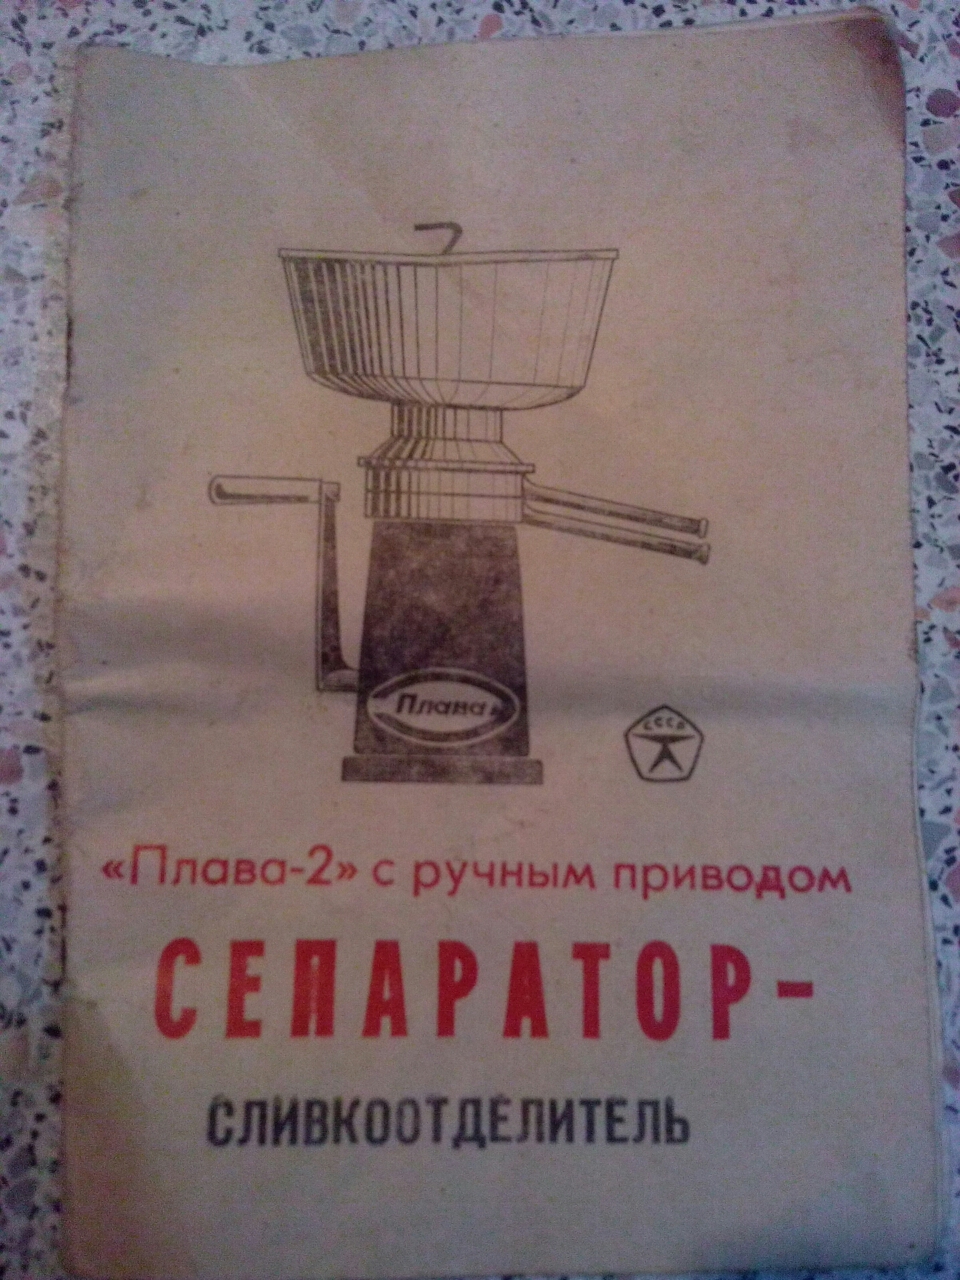 Плава
СССР
«Плава-2» с ручным приводом
СЕПАРАТОР-
СЛИВКООТДЕЛИТЕЛЬ